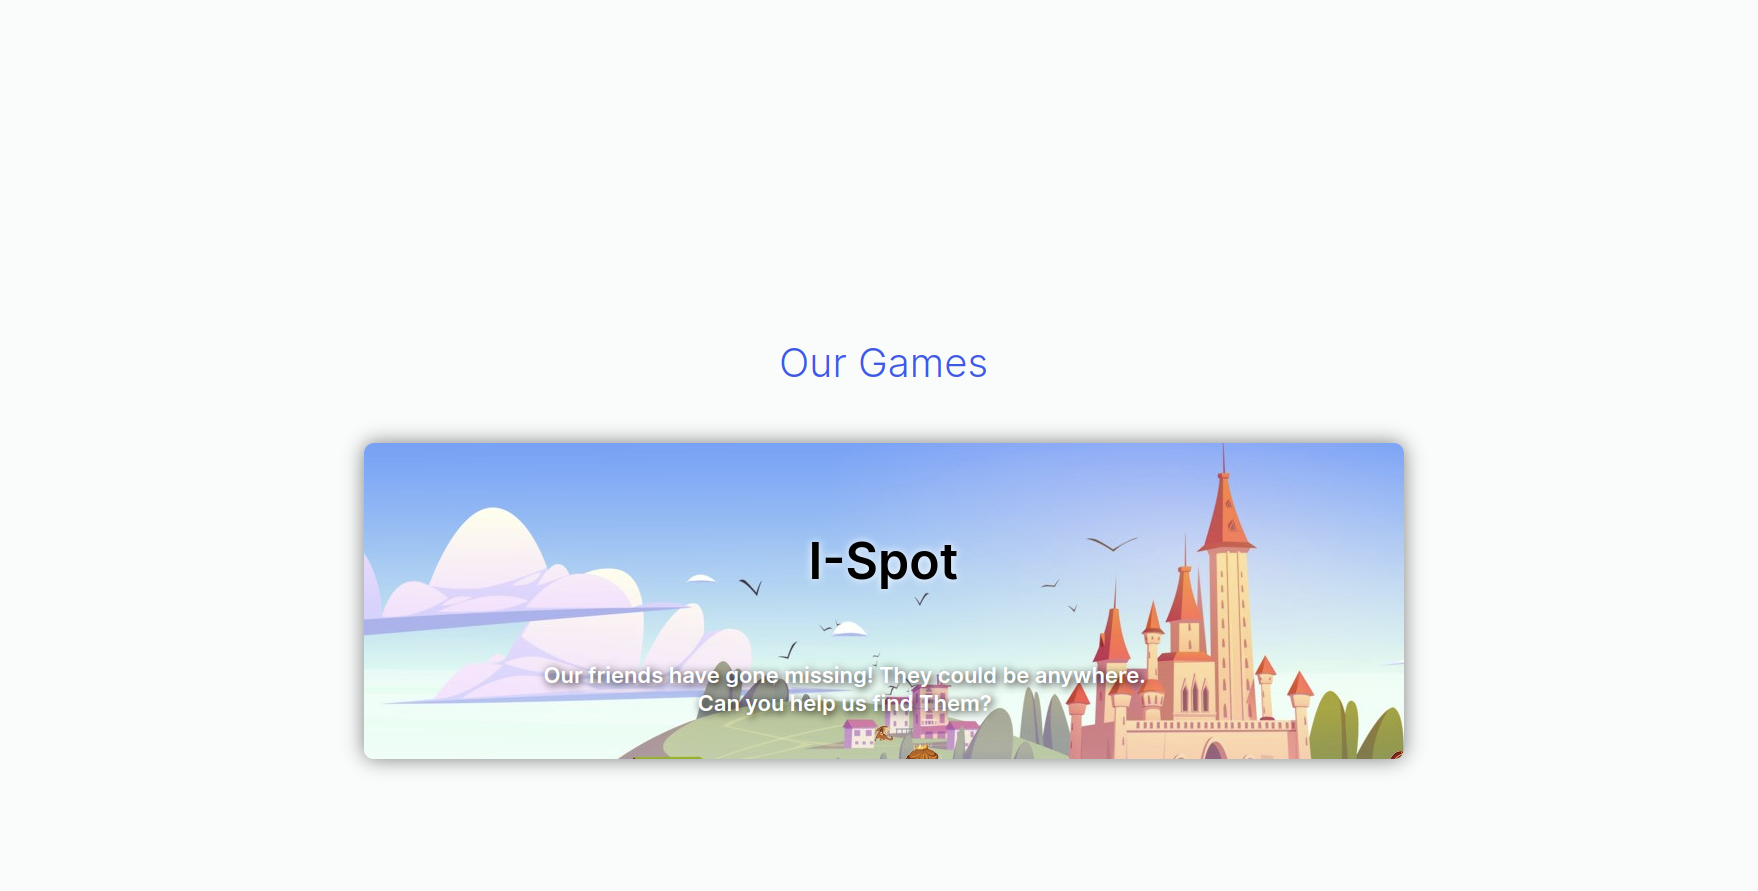 Our Games
I-Spot
Our friends have gone missing! They could be anywhere.
Can you help us find Them?